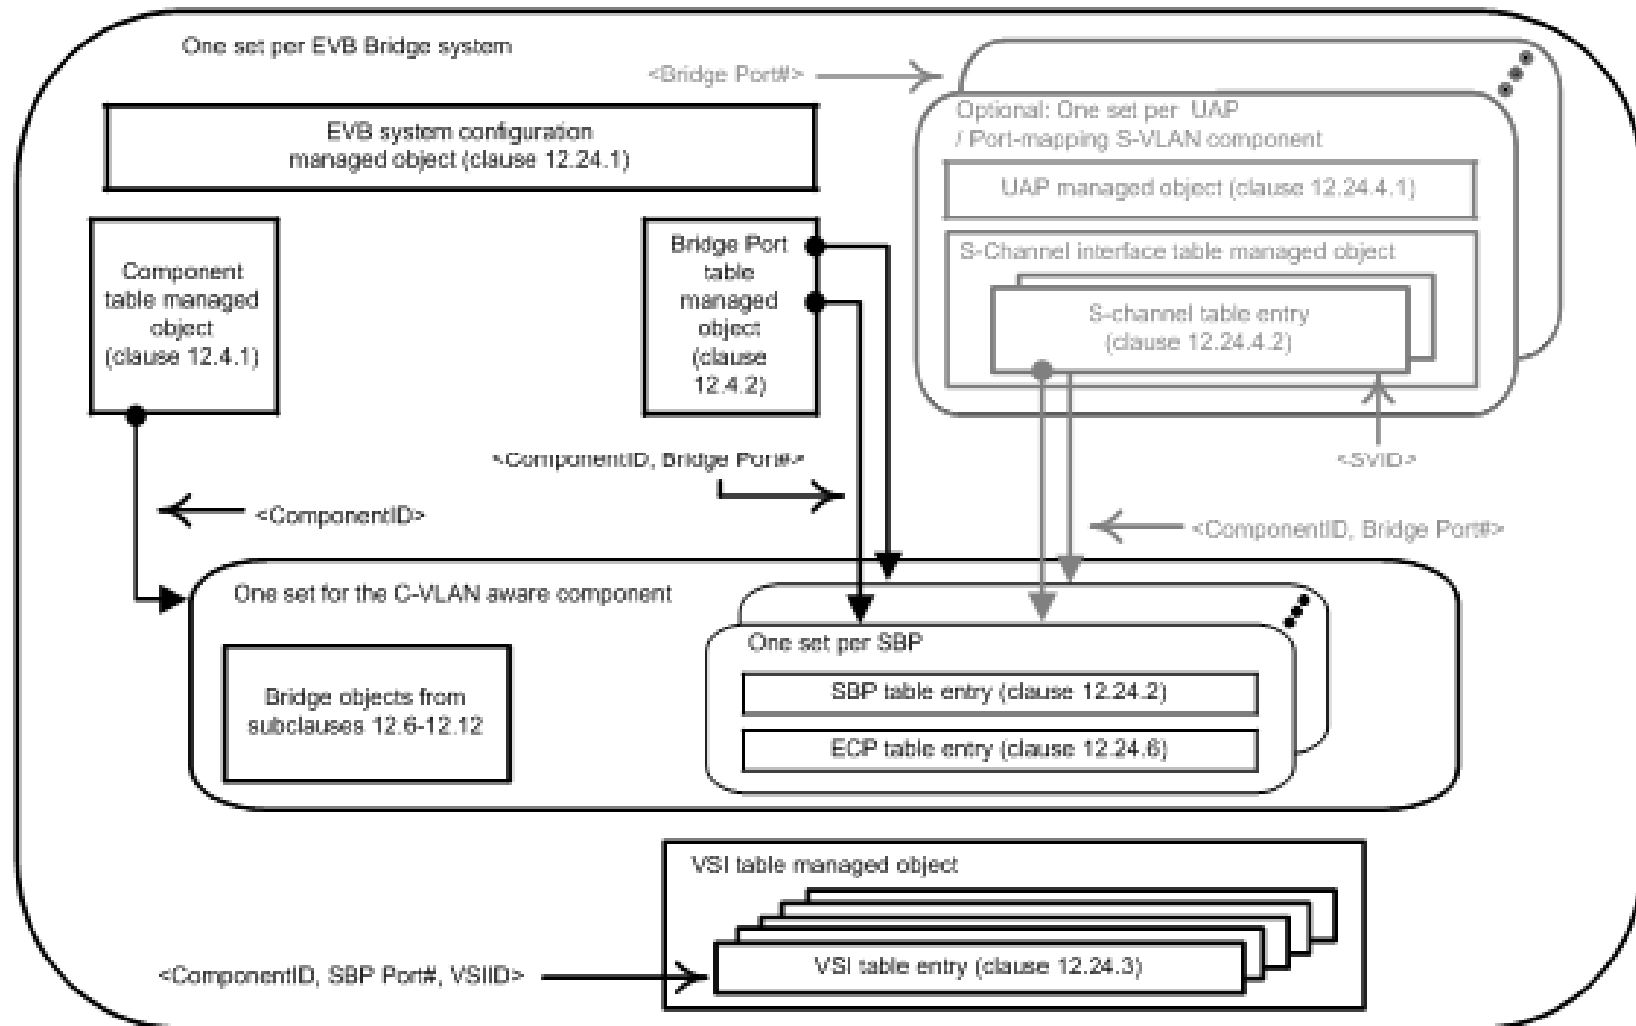 One set per EVB Bridge system
<Bridge Port#>
Optional: One set per UAP
/ Port-mapping S-VLAN component
EVB system configuration
managed object (clause 12.24.1)
UAP managed object (clause 12.24.4.1)
Component
table managed
object
(clause 12.4.1)
Bridge Port
table
managed
object
(clause
12.4.2)
S-Channel interface table managed object
S-channel table entry
(clause 12.24.4.2)
<ComponentID, Bridge Port#>
<SVID>
<ComponentID>
<ComponentID, Bridge Port#>
One set for the C-VLAN aware component
One set per SBP
Bridge objects from
subclauses 12.6-12.12
SBP table entry (clause 12.24.2)
ECP table entry (clause 12.24.6)
VSI table managed object
<ComponentID, SBP Port#, VSIID>
VSI table entry (clause 12.24.3)